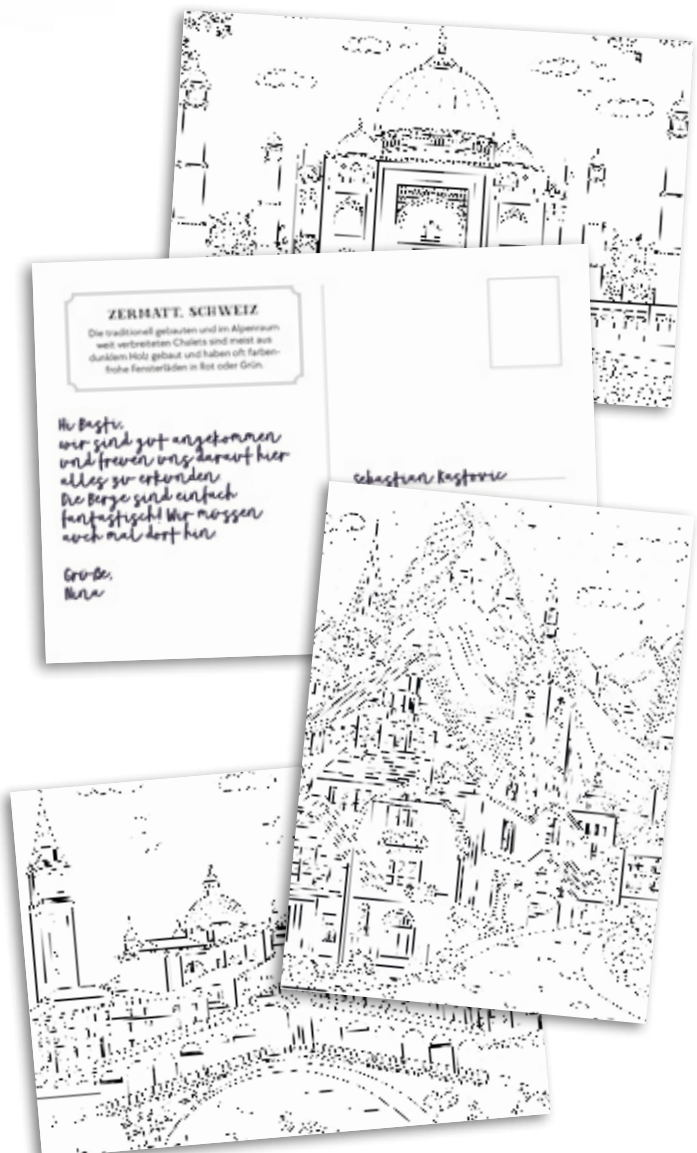 ZERMATT, SCHWEIZ
Die traditionell gebauten und im Alpenraum
weit verbreiteten Chalets sind meist aus
dunklem Holz gebaut und haben oft farben-
frohe Fensterläden in Rot oder Grün.
Hi Basti,
wir sind gut angekommen
und freuen uns darauf hier
alles zu erkunden.
Die Berge sind einfach
fantastisch! Wir müssen
auch mal dort hin.
Grüße,
Nina
Sebastian Kastovic